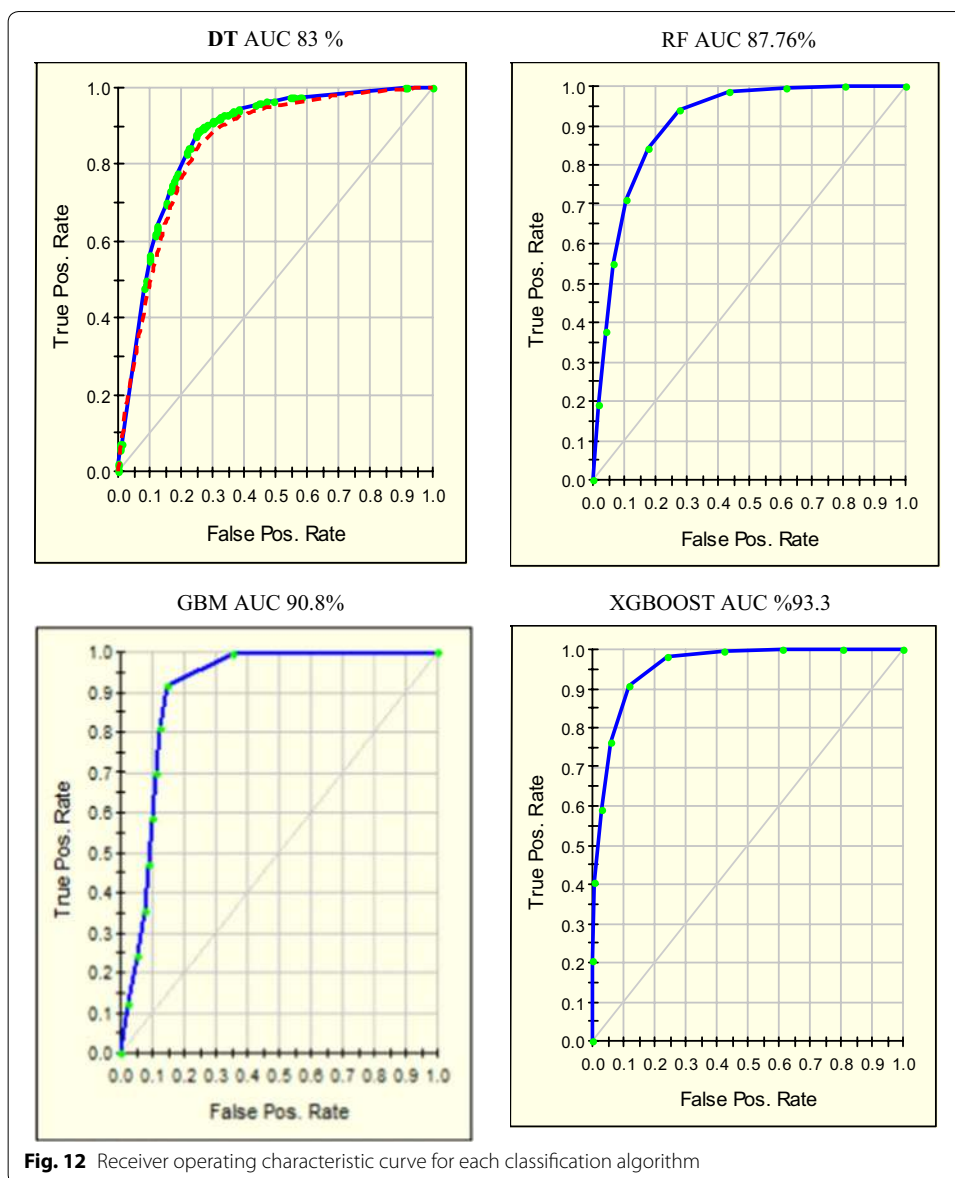 DT AUC 83 %
RF AUC 87.76%
1.0
0.8
0.6
0.4
0.2
0.0
True Pos. Rate
0.0 0.1 0.2 0.3 0.4 0.5 0.6 0.7 0.8 0.9 1.0
False Pos. Rate
1.0
0.9
0.8
0.7
0.6
0.5
0.4
0.3
0.2
0.1
0.0
True Pos. Rate
0.0 0.1 0.2 0.3 0.4 0.5 0.6 0.7 0.8 0.9 1.0
False Pos. Rate
GBM AUC 90.8%
XGBOOST AUC %93.3
1.0
0.9
0.8
0.7
0.6
0.5
0.4
0.3
0.2
0.1
0.0
True Pos. Rate
0.0 0.1 0.2 0.3 0.4 0.5 0.6 0.7 0.8 0.9 1.0
False Pos. Rate
1.0
0.9
0.8
0.7
0.6
0.5
0.4
0.3
0.2
0.1
0.0
True Pos. Rate
0.0 0.1 0.2 0.3 0.4 0.5 0.6 0.7 0.8 0.9 1.0
False Pos. Rate
Fig. 12 Receiver operating characteristic curve for each classification algorithm